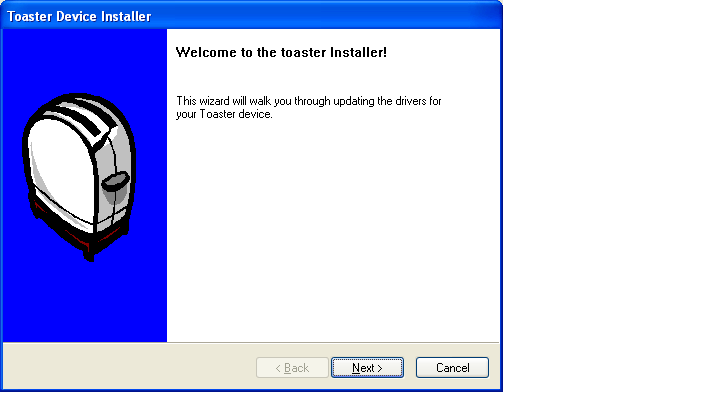 Toaster Device Installer
Welcome to the toaster Installer!
This wizard will walk you through updating the drivers for
your Toaster device.
< Back
Next >
Cancel